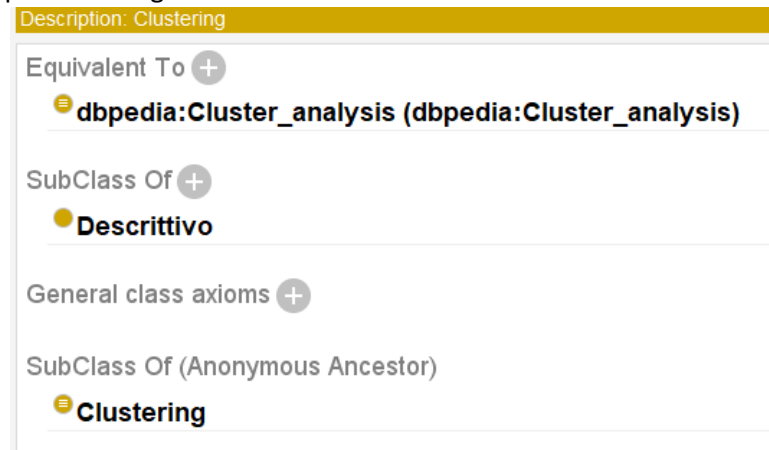 Description: Clustering
Equivalent To
dbpedia:Cluster_analysis (dbpedia:Cluster_analysis)
SubClass Of
Descrittivo
General class axioms
SubClass Of (Anonymous Ancestor)
Clustering